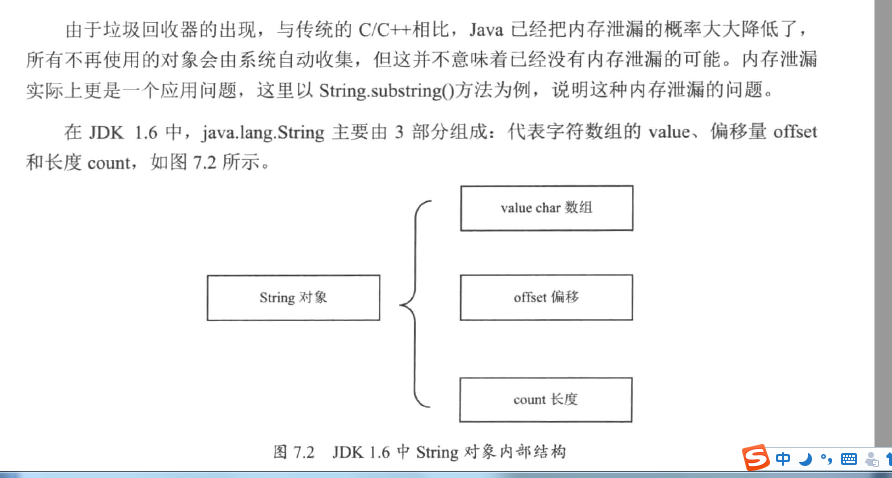 由于垃圾回收器的出现，与传统的 C/C++相比，Java 已经把内存泄漏的概率大大降低了，
所有不再使用的对象会由系统自动收集，但这并不意味着已经没有内存泄漏的可能。内存泄漏
实际上更是一个应用问题，这里以 String.substring()方法为例，说明这种内存泄漏的问题。
在 JDK 1.6 中，java.lang.String 主要由 3 部分组成：代表字符数组的 value、偏移量 offset
和长度 count，如图 7.2 所示。
value char 数组
String 对象
offset 偏移
count 长度
图 7.2 JDK 1.6 中 String 对象内部结构
中